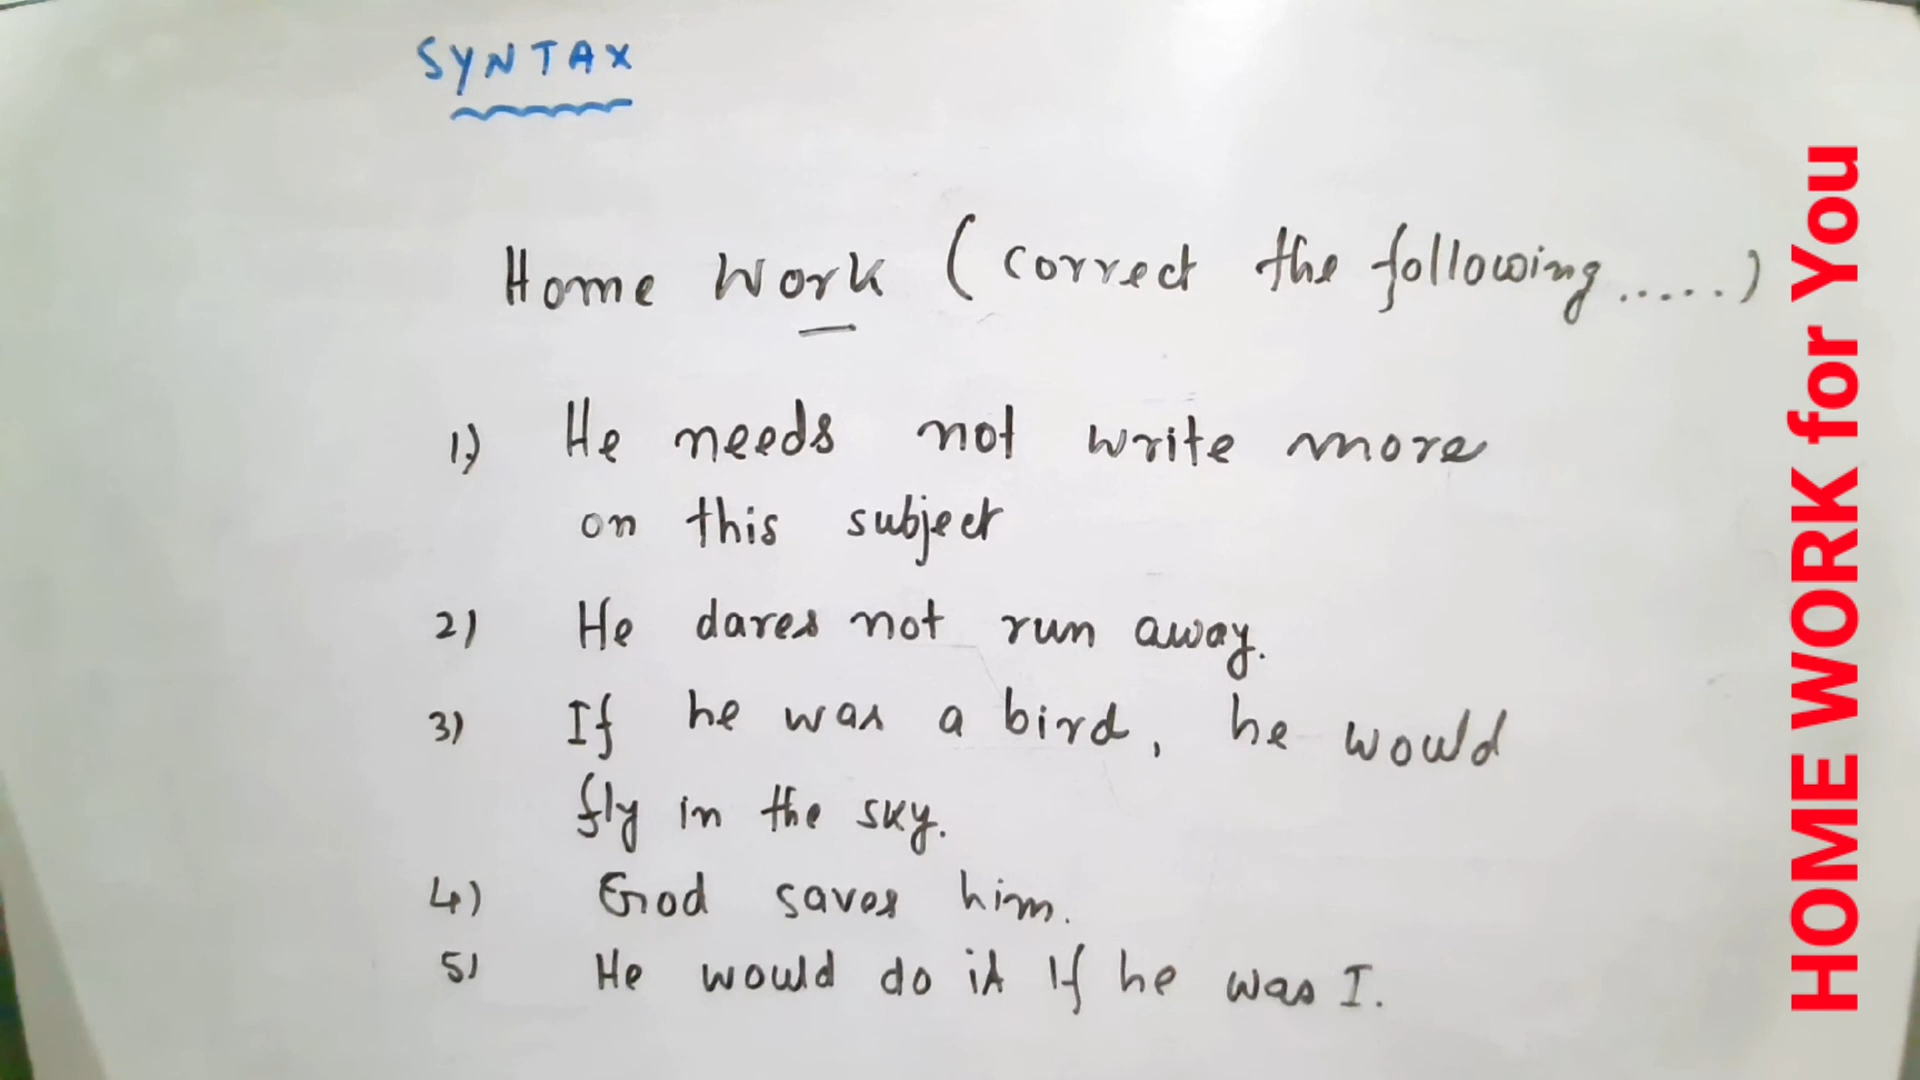 SYNTAX
Home Work (correct the following.....)
1) He needs not write more
on this subject
2) He dares not run away.
3) If he was a bird, he would
fly in the sky.
4) God saves him.
5) He would do it If he was I.
HOME WORK for You